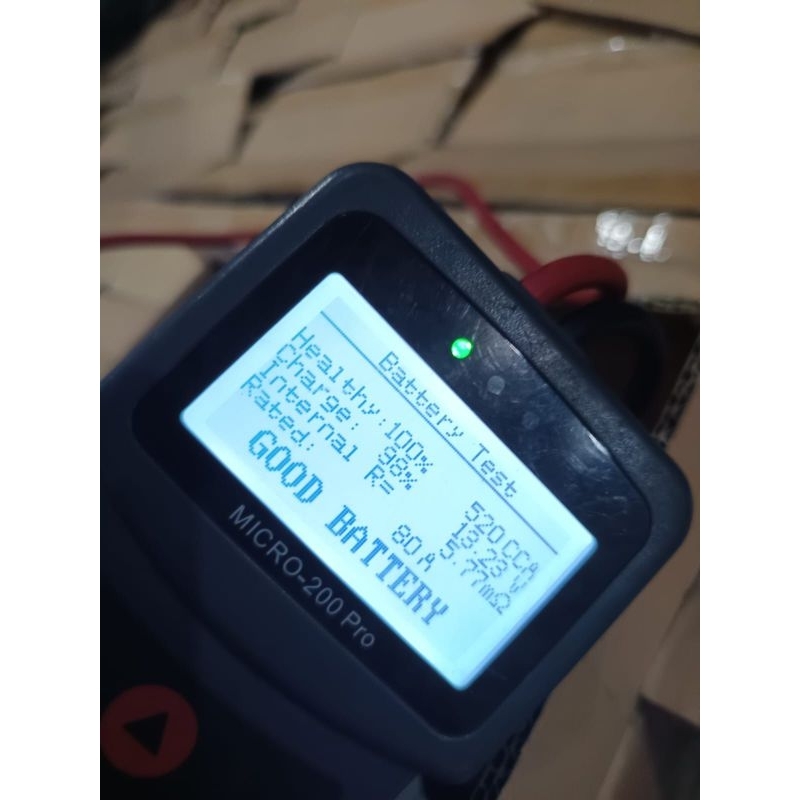 Battery Test
Healthy:100% 520CCA
Charge: 98% 13.23V
Internal R= 5.77mΩ
Rated: 80A
GOOD BATTERY
MICRO-200 Pro